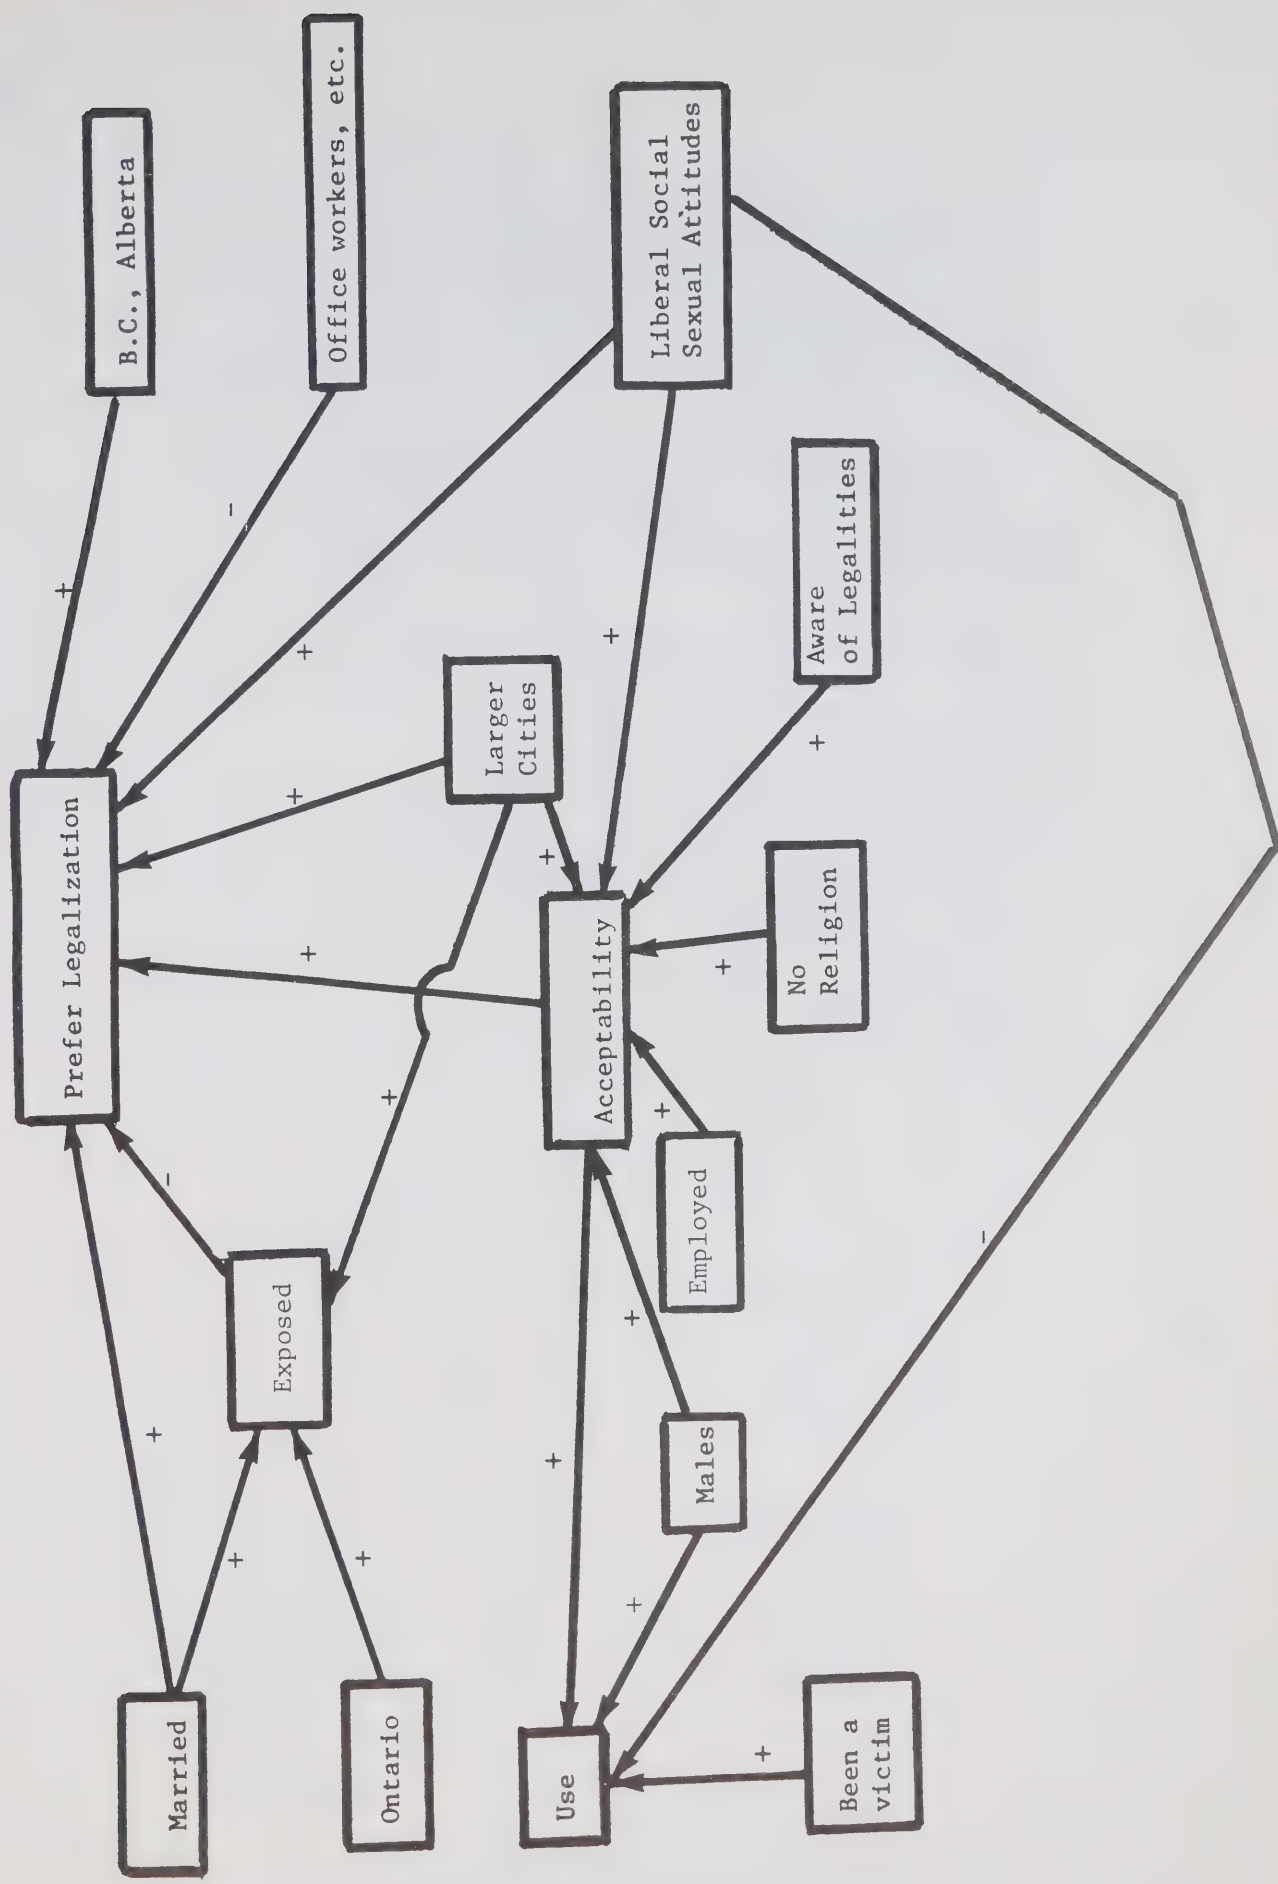 Prefer Legalization
+
B.C., Alberta
Married
+
-
+
-
Exposed
+
+
+
Office workers, etc.
+
Ontario
+
Larger
Cities
+
+
Use
Acceptability
+
Liberal Social
Sexual Attitudes
+
+
+
Employed
Males
+
+
No
Religion
+
Aware
of Legalities
Been a
victim
-